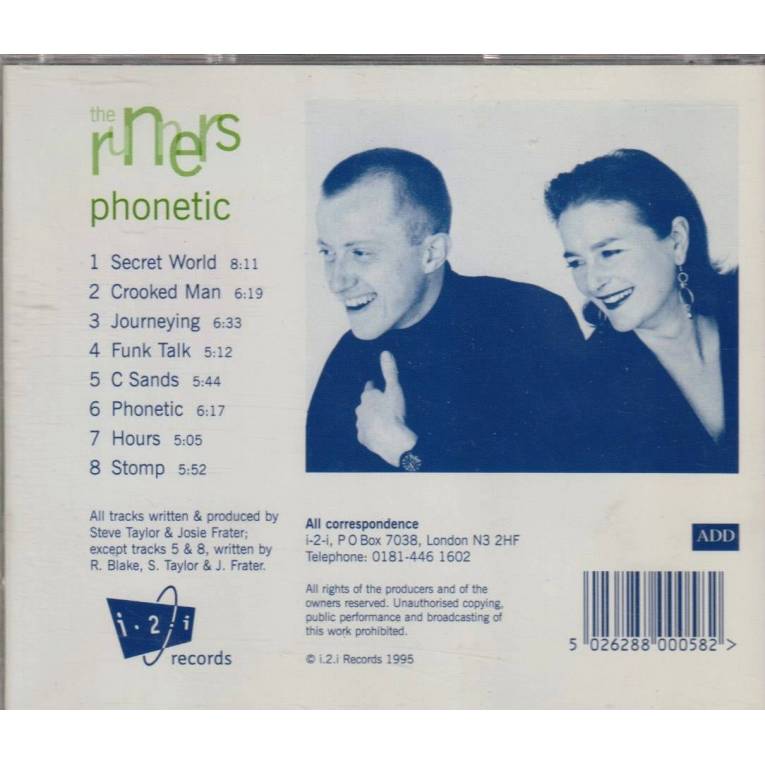 the
runners
phonetic
1 Secret World 8:11
2 Crooked Man 6:19
3 Journeying 6:33
4 Funk Talk 5:12
5 C Sands 5:44
6 Phonetic 6:17
7 Hours 5:05
8 Stomp 5:52
All tracks written & produced by
Steve Taylor & Josie Frater;
except tracks 5 & 8, written by
R. Blake, S. Taylor & J. Frater.
i·2·i
records
All correspondence
i-2-i, P O Box 7038, London N3 2HF
Telephone: 0181-446 1602
All rights of the producers and of the
owners reserved. Unauthorised copying,
public performance and broadcasting of
this work prohibited.
© i.2.i Records 1995
ADD
5 026288 000582 >